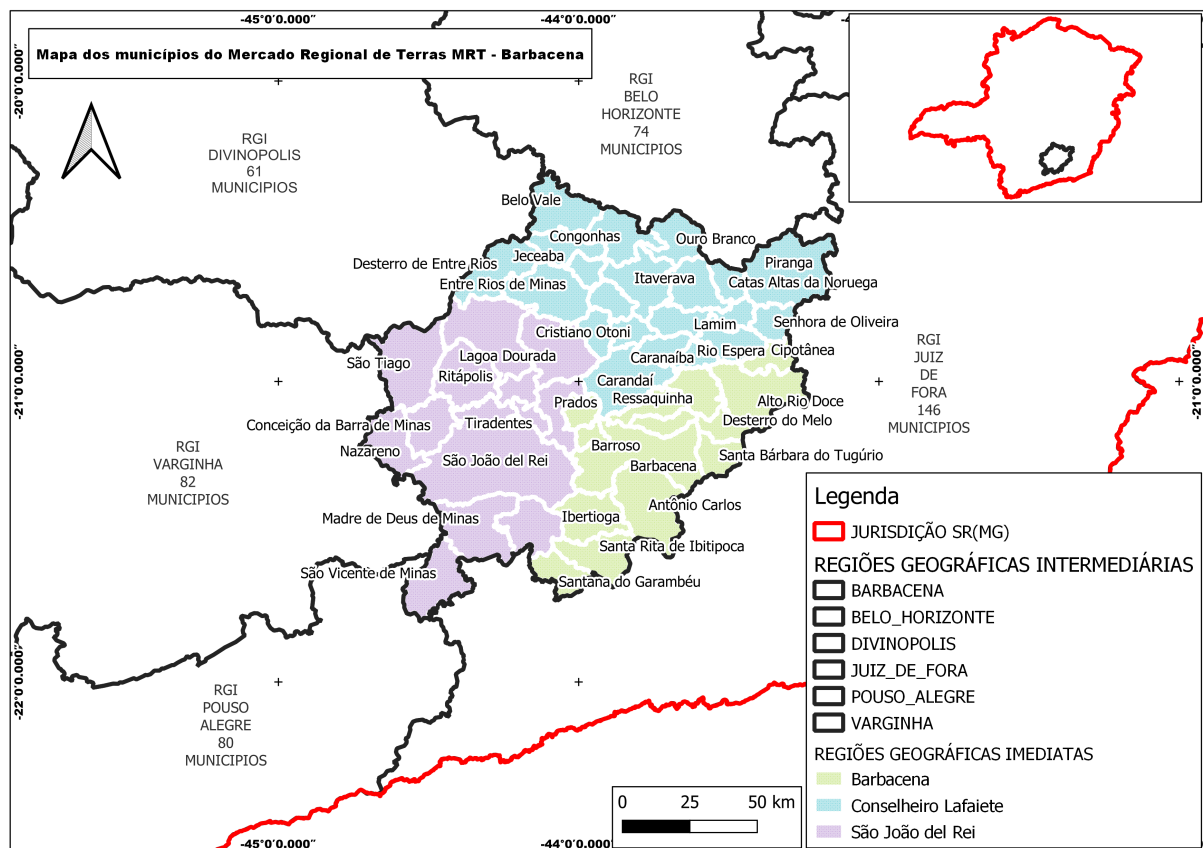 -45°0'0.000"
-44°0'0.000"
-4
Mapa dos municípios do Mercado Regional de Terras MRT - Barbacena
-20°0'0.000"
-20°0'0.000"
RGI
BELO
HORIZONTE
74
MUNICIPIOS
RGI
DIVINOPOLIS
61
MUNICIPIOS
Belo Vale
Congonhas
Ouro Branco
Jeceaba
Desterro de Entre Rios
Piranga
Itaverava
Entre Rios de Minas
Catas Altas da Noruega
Cristiano Otoni
Lamim
Senhora de Oliveira
Lagoa Dourada
Caranaíba
Rio Espera
Cipotânea
São Tiago
Ritápolis
Carandaí
RGI
JUIZ
DE
FORA
146
MUNICIPIOS
-21°0'0.000"
-21°0'0.000"
Prados
Ressaquinha
Alto Rio Doce
Conceição da Barra de Minas
Tiradentes
Desterro do Melo
Nazareno
Barroso
São João del Rei
Barbacena
Santa Bárbara do Tugúrio
RGI
VARGINHA
82
MUNICIPIOS
Madre de Deus de Minas
Ibertioga
Antônio Carlos
Santa Rita de Ibitipoca
São Vicente de Minas
Santana do Garambéu
-22°0'0.000"
RGI
POUSO
ALEGRE
80
MUNICIPIOS
Legenda
JURISDIÇÃO SR(MG)
REGIÕES GEOGRÁFICAS INTERMEDIÁRIAS
BARBACENA
BELO_HORIZONTE
DIVINOPOLIS
JUIZ_DE_FORA
POUSO_ALEGRE
VARGINHA
REGIÕES GEOGRÁFICAS IMEDIATAS
Barbacena
Conselheiro Lafaiete
São João del Rei
0 25 50 km
-45°0'0.000"
-44°0'0.000"